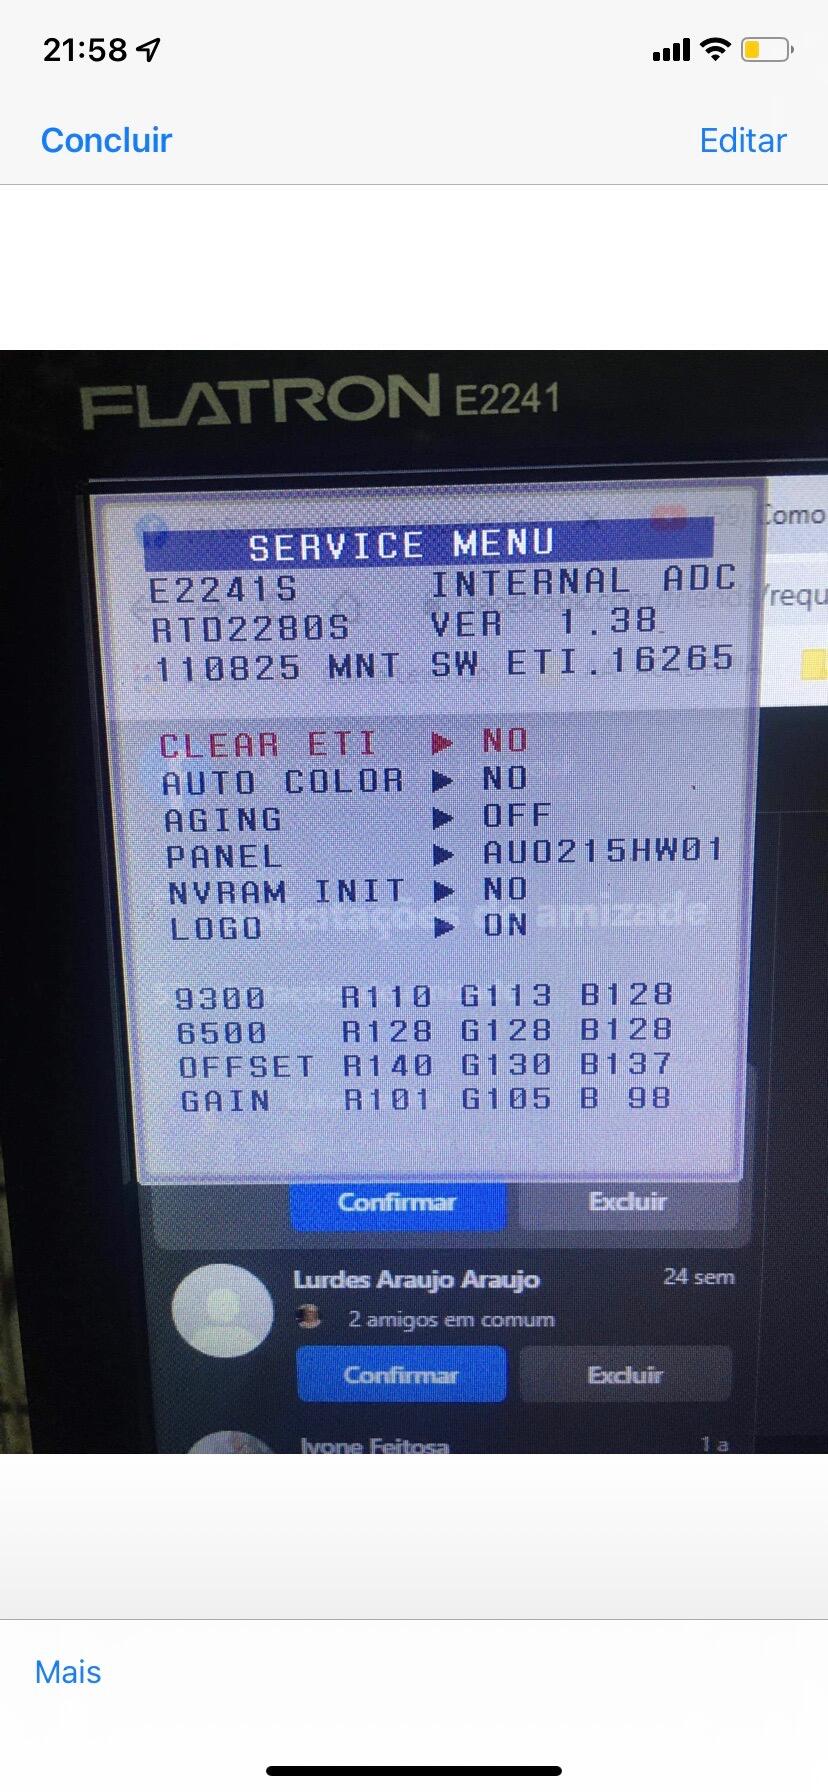 21:58
Concluir
Editar
FLATRON E2241
Como
SERVICE MENU
E2241S INTERNAL ADC
/requ
RTD2280S VER 1.38
110825 MNT SW ETI.16265
CLEAR ETI ▶ NO
AUTO COLOR ▶ NO
AGING ▶ OFF
PANEL ▶ AUO215HW01
NVRAM INIT ▶ NO
amizade
LOGO ▶ ON
9300 R110 G113 B128
6500 R128 G128 B128
OFFSET R140 G130 B137
GAIN R101 G105 B 98
Confirmar Excluir
Lurdes Araujo Araujo 24 sem
2 amigos em comum
Confirmar Excluir
Ivone Feitosa 1 a
Mais